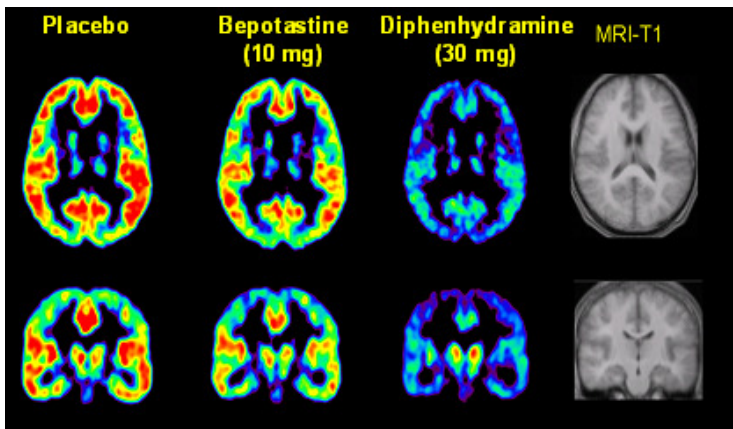 Placebo
Bepotastine
(10 mg)
Diphenhydramine
(30 mg)
MRI-T1